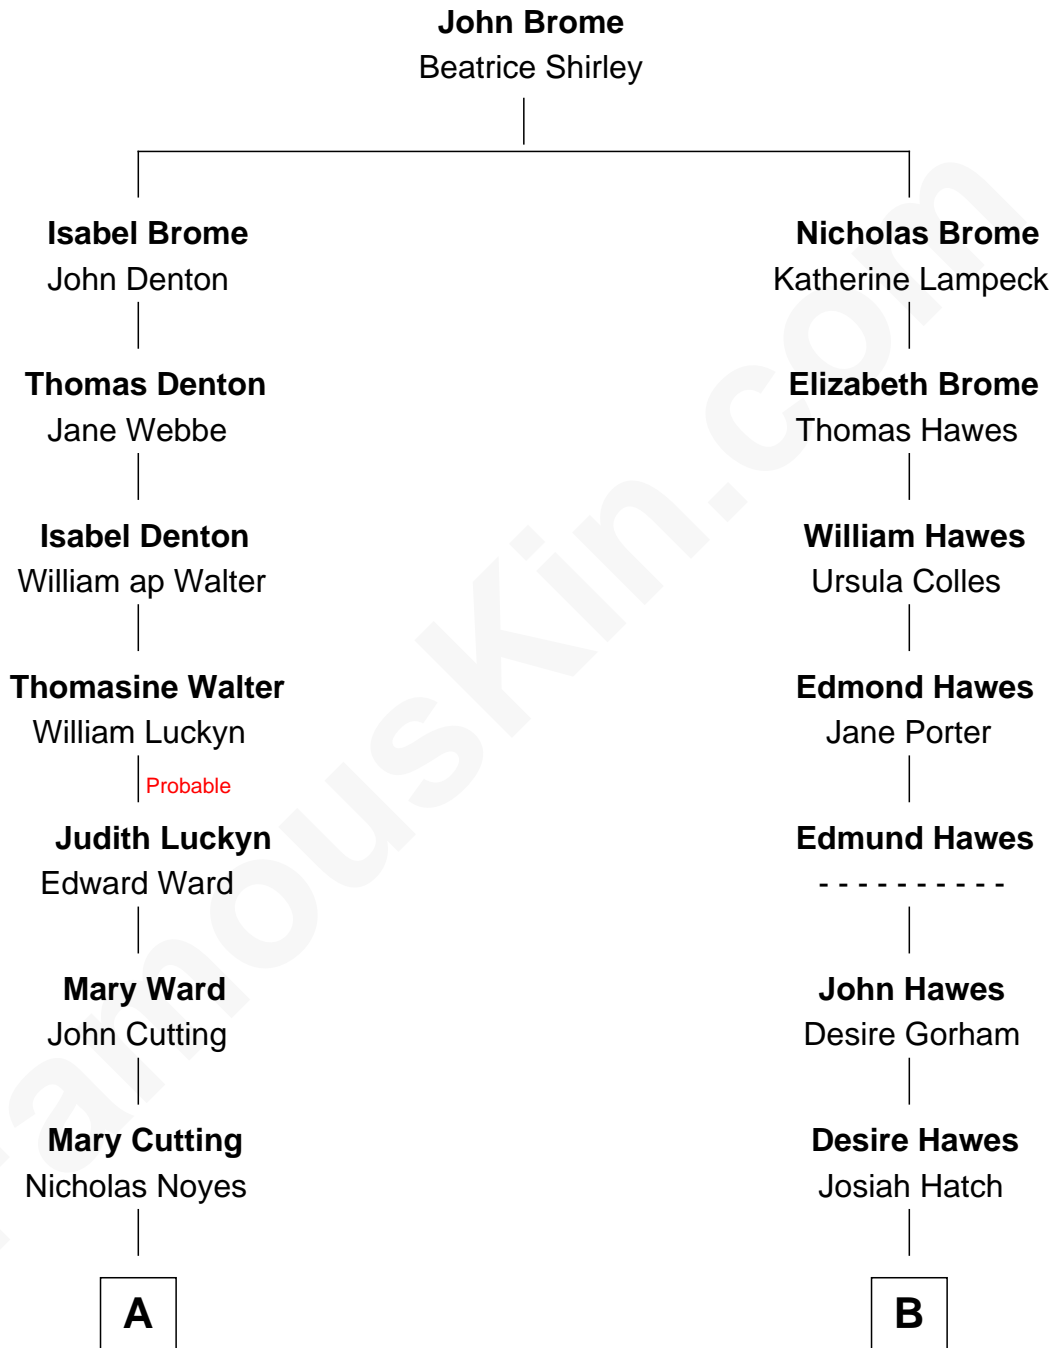 John Brome
Beatrice Shirley
Isabel Brome
John Denton
Nicholas Brome
Katherine Lampeck
Thomas Denton
Jane Webbe
Elizabeth Brome
Thomas Hawes
Isabel Denton
William ap Walter
William Hawes
Ursula Colles
Thomasine Walter
William Luckyn
Edmond Hawes
Jane Porter
Probable
Judith Luckyn
Edward Ward
Edmund Hawes
- - - - - - - - - -
Mary Ward
John Cutting
John Hawes
Desire Gorham
Mary Cutting
Nicholas Noyes
Desire Hawes
Josiah Hatch
A
B
FamousKin.com